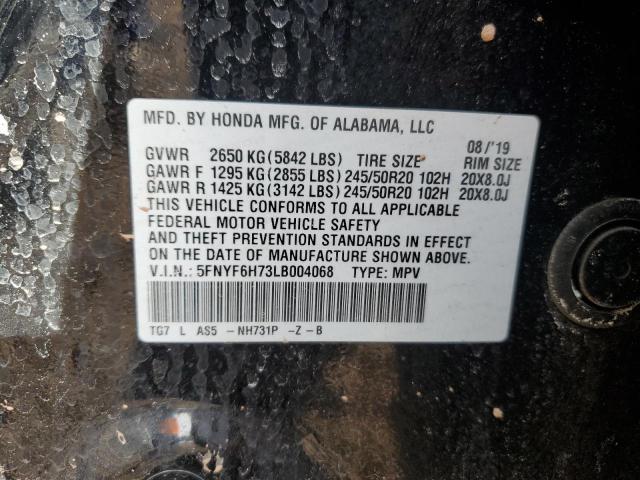 MFD. BY HONDA MFG. OF ALABAMA, LLC 08/'19
GVWR 2650 KG(5842 LBS) TIRE SIZE RIM SIZE
GAWR F 1295 KG(2855 LBS)245/50R20 102H 20X8.0J
GAWR R 1425 KG(3142 LBS)245/50R20 102H 20X8.0J
THIS VEHICLE CONFORMS TO ALL APPLICABLE
FEDERAL MOTOR VEHICLE SAFETY
AND THEFT PREVENTION STANDARDS IN EFFECT
ON THE DATE OF MANUFACTURE SHOWN ABOVE.
V.I.N.: 5FNYF6H73LB004068 TYPE: MPV
TG7 L AS5 -NH731P -Z-B